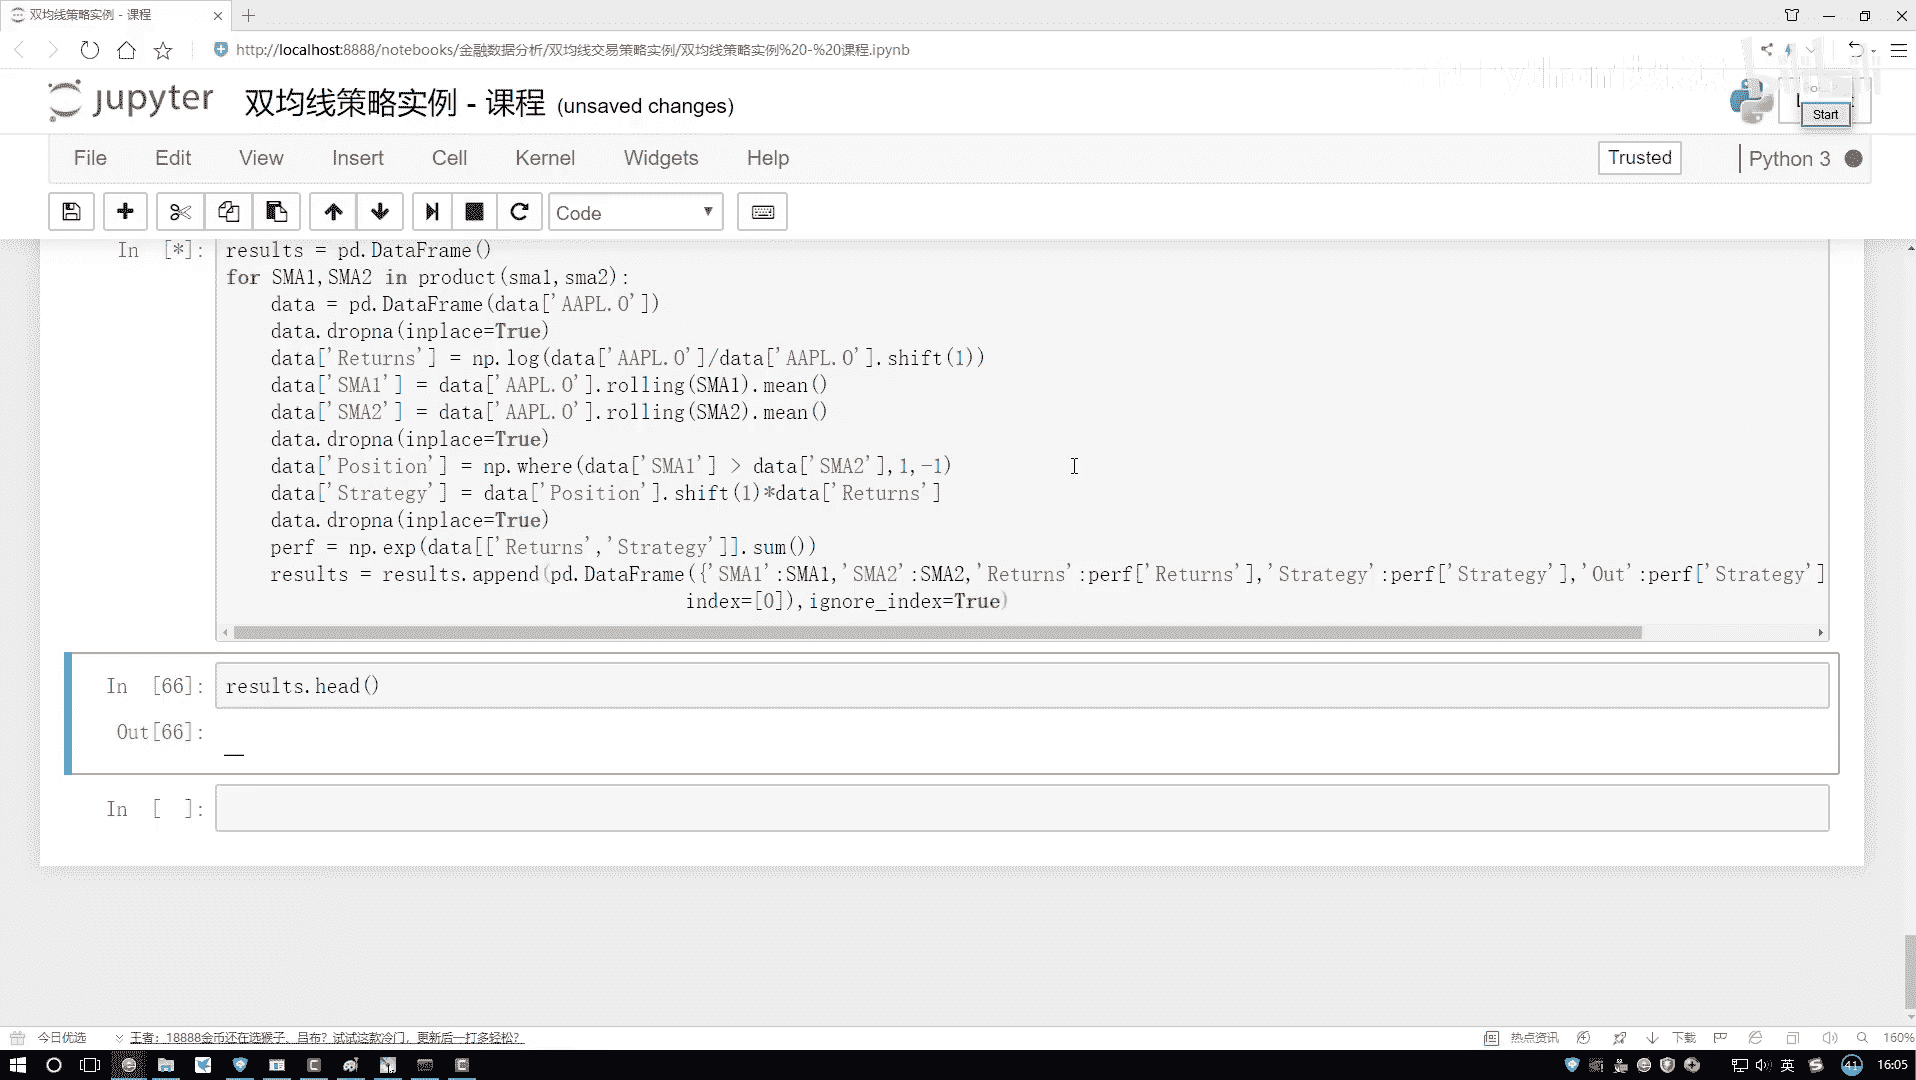 双均线策略实例 - 课程
http://localhost:8888/notebooks/金融数据分析/双均线交易策略实例/双均线策略实例%20-%20课程.ipynb
jupyter 双均线策略实例 - 课程 (unsaved changes)
Start
File Edit View Insert Cell Kernel Widgets Help
Trusted Python 3
Code
In [*]: results = pd.DataFrame()
for SMA1,SMA2 in product(sma1,sma2):
    data = pd.DataFrame(data['AAPL.O'])
    data.dropna(inplace=True)
    data['Returns'] = np.log(data['AAPL.O']/data['AAPL.O'].shift(1))
    data['SMA1'] = data['AAPL.O'].rolling(SMA1).mean()
    data['SMA2'] = data['AAPL.O'].rolling(SMA2).mean()
    data.dropna(inplace=True)
    data['Position'] = np.where(data['SMA1'] > data['SMA2'],1,-1)
    data['Strategy'] = data['Position'].shift(1)*data['Returns']
    data.dropna(inplace=True)
    perf = np.exp(data[['Returns','Strategy']].sum())
    results = results.append(pd.DataFrame({'SMA1':SMA1,'SMA2':SMA2,'Returns':perf['Returns'],'Strategy':perf['Strategy'],'Out':perf['Strategy']
index=[0]),ignore_index=True)
In [66]: results.head()
Out[66]:
In [ ]:
今日优选 王者：18888金币还在选猴子、吕布？试试这款冷门，更新后一打多轻松？ 热点资讯 下载 160%
英 41 16:05